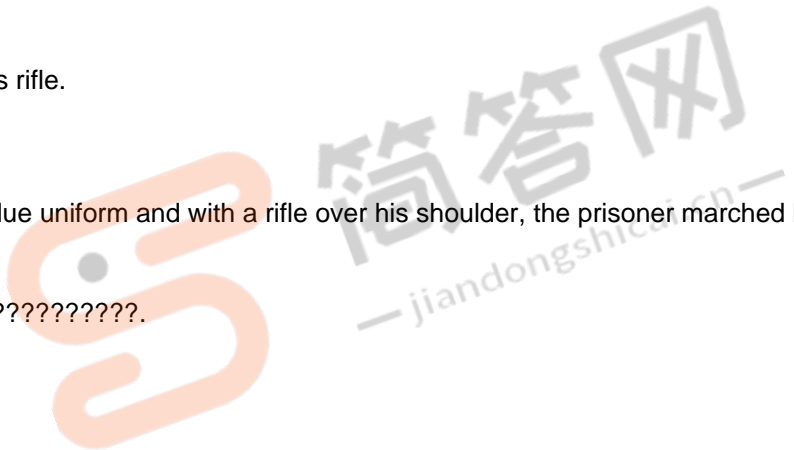 s rifle.
lue uniform and with a rifle over his shoulder, the prisoner marched
??????????.
简答网
jiandongshicai.cn